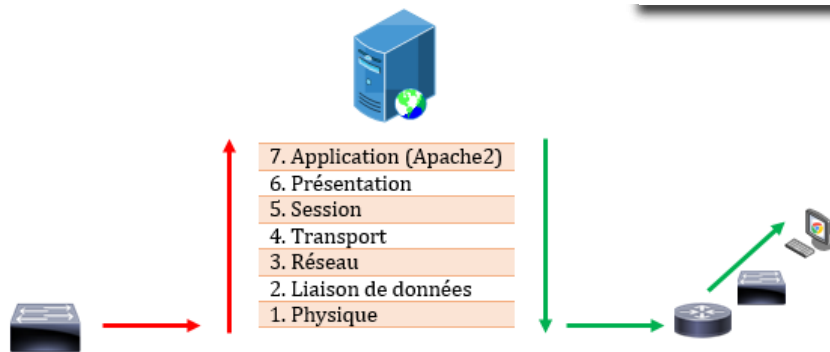 7. Application (Apache2)
6. Présentation
5. Session
4. Transport
3. Réseau
2. Liaison de données
1. Physique